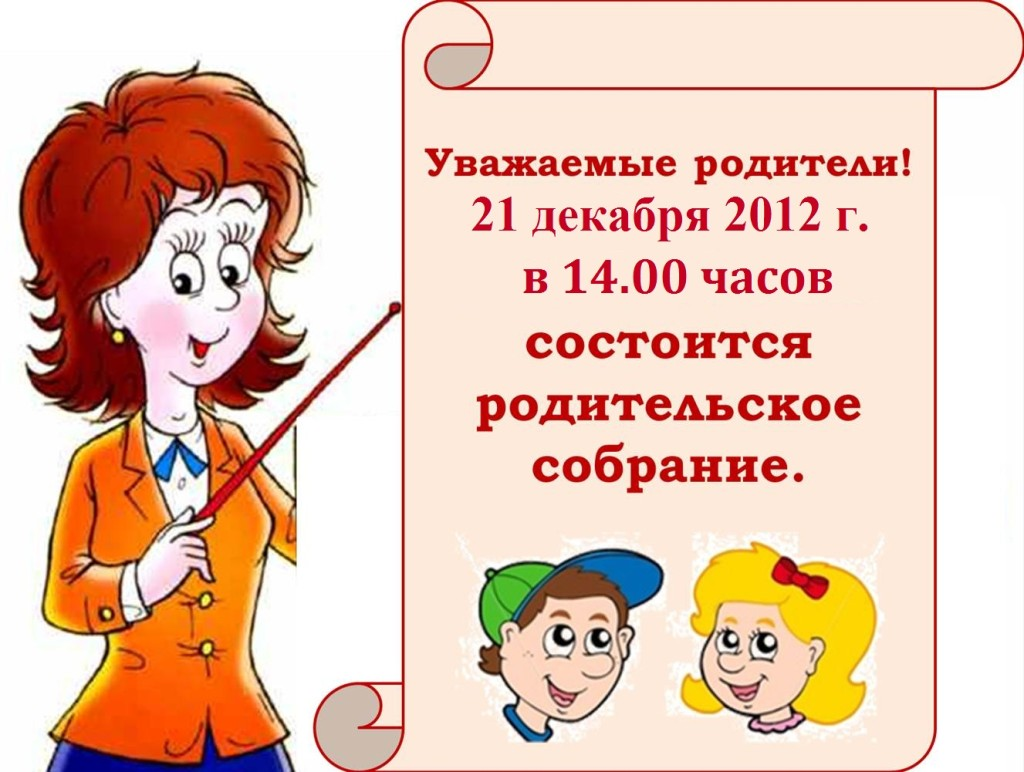 Уважаемые родители!
21 декабря 2012 г.
в 14.00 часов
состоится
родительское
собрание.